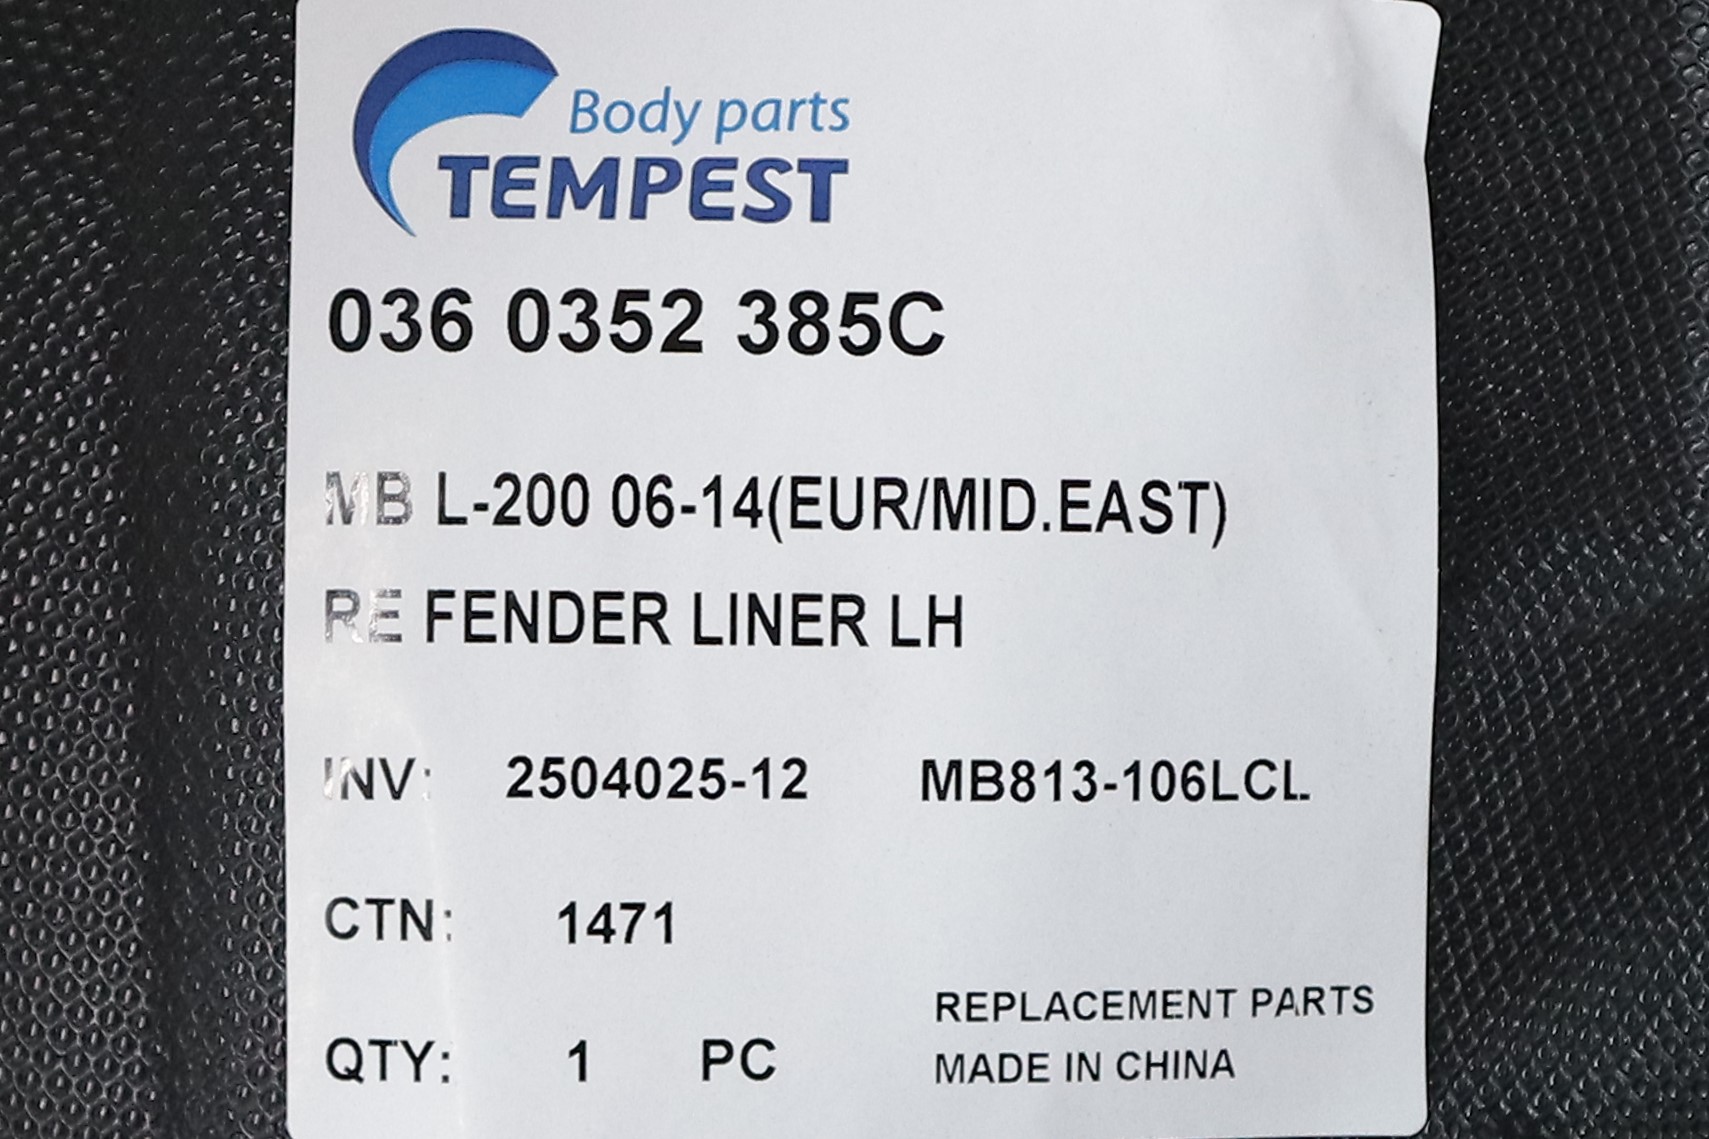 Body parts
TEMPEST
036 0352 385C
MB L-200 06-14(EUR/MID.EAST)
RE FENDER LINER LH
INV: 2504025-12 MB813-106LCL
CTN: 1471
QTY: 1 PC
REPLACEMENT PARTS
MADE IN CHINA